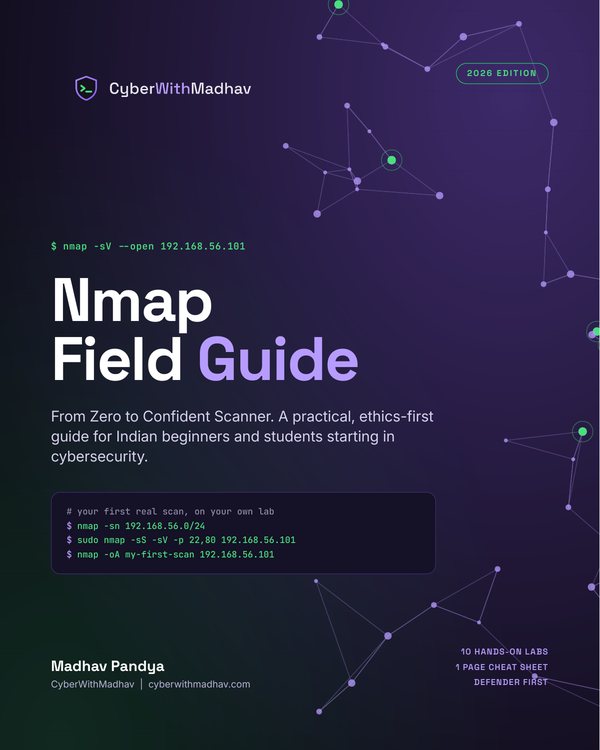 CyberWithMadhav
2026 EDITION
$ nmap -sV --open 192.168.56.101
Nmap
Field Guide
From Zero to Confident Scanner. A practical, ethics-first
guide for Indian beginners and students starting in
cybersecurity.
# your first real scan, on your own lab
$ nmap -sn 192.168.56.0/24
$ sudo nmap -sS -sV -p 22,80 192.168.56.101
$ nmap -oA my-first-scan 192.168.56.101
Madhav Pandya
CyberWithMadhav | cyberwithmadhav.com
10 HANDS-ON LABS
1 PAGE CHEAT SHEET
DEFENDER FIRST